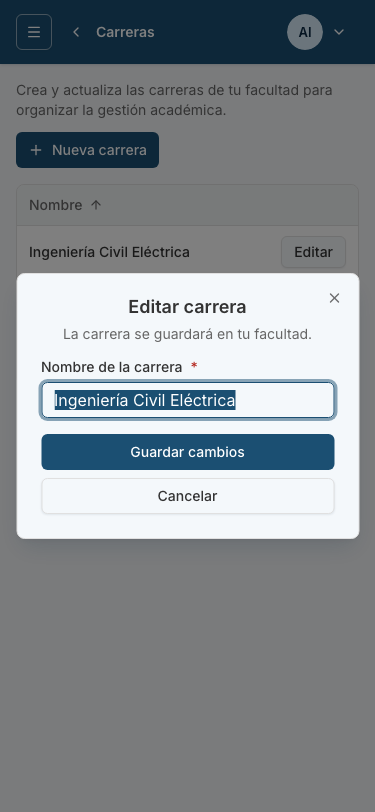 Carreras
AI
Crea y actualiza las carreras de tu facultad para
organizar la gestión académica.
Nueva carrera
Nombre
Ingeniería Civil Eléctrica
Editar
Editar carrera
La carrera se guardará en tu facultad.
Nombre de la carrera *
Ingeniería Civil Eléctrica
Guardar cambios
Cancelar